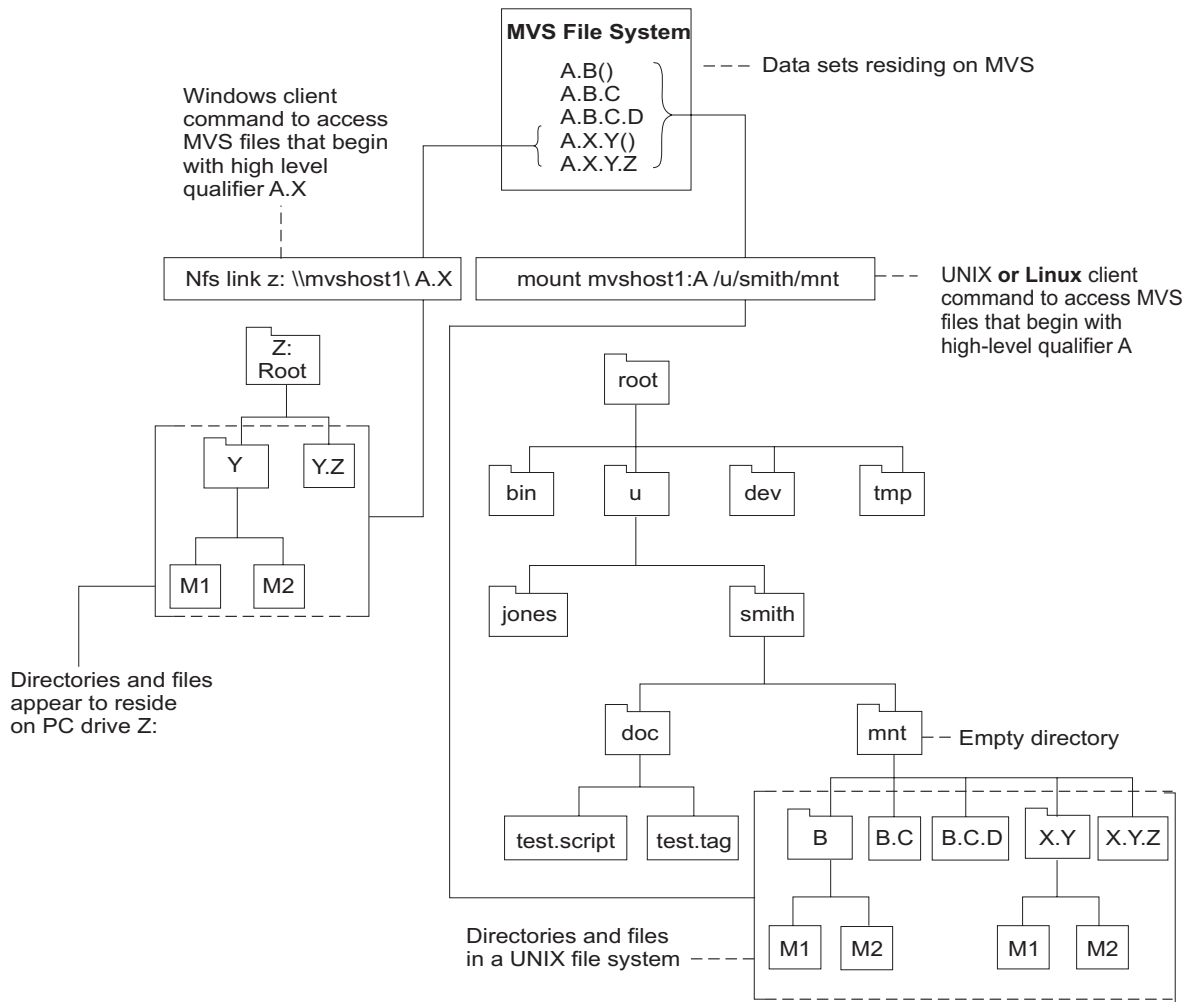 MVS File System
A.B()
A.B.C
A.B.C.D
A.X.Y()
A.X.Y.Z
Data sets residing on MVS
Windows client
command to access
MVS files that begin
with high level
qualifier A.X
Nfs link z: \\mvshost1\ A.X
mount mvshost1:A /u/smith/mnt
UNIX or Linux client
command to access MVS
files that begin with
high-level qualifier A
Z:
Root
Y
Y.Z
M1
M2
Directories and files
appear to reside
on PC drive Z:
root
bin
u
dev
tmp
jones
smith
doc
mnt
Empty directory
test.script
test.tag
B
B.C
B.C.D
X.Y
X.Y.Z
M1
M2
M1
M2
Directories and files
in a UNIX file system